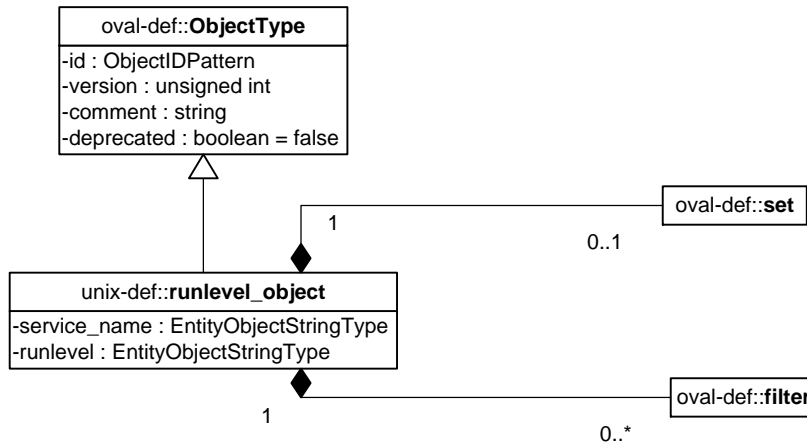 oval-def::ObjectType
-id : ObjectIDPattern
-version : unsigned int
-comment : string
-deprecated : boolean = false
oval-def::set
1
0..1
unix-def::runlevel_object
-service_name : EntityObjectStringType
-runlevel : EntityObjectStringType
oval-def::filter
1
0..*